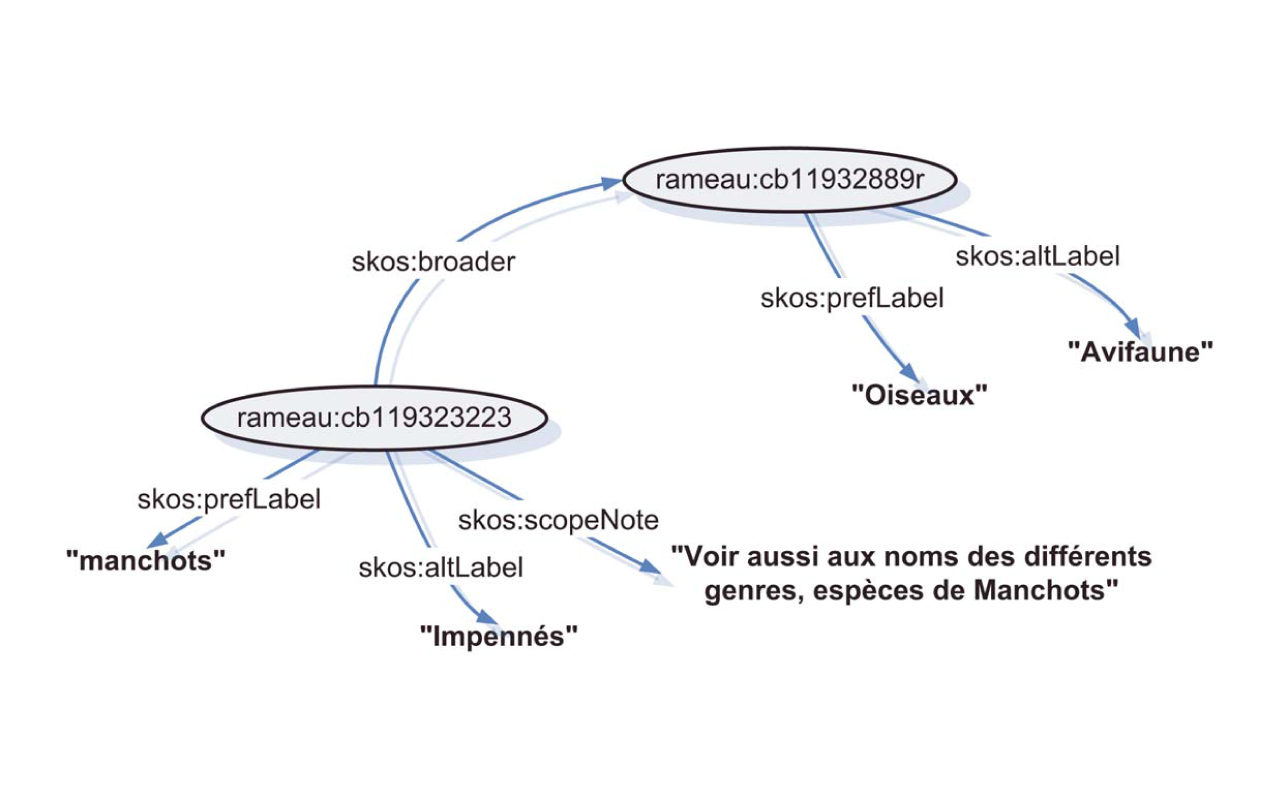 rameau:cb11932889r
skos:altLabel
skos:broader
skos:prefLabel
"Avifaune"
"Oiseaux"
rameau:cb119323223
skos:prefLabel
skos:scopeNote
"manchots"
skos:altLabel
"Voir aussi aux noms des différents
genres, espèces de Manchots"
"Impennés"